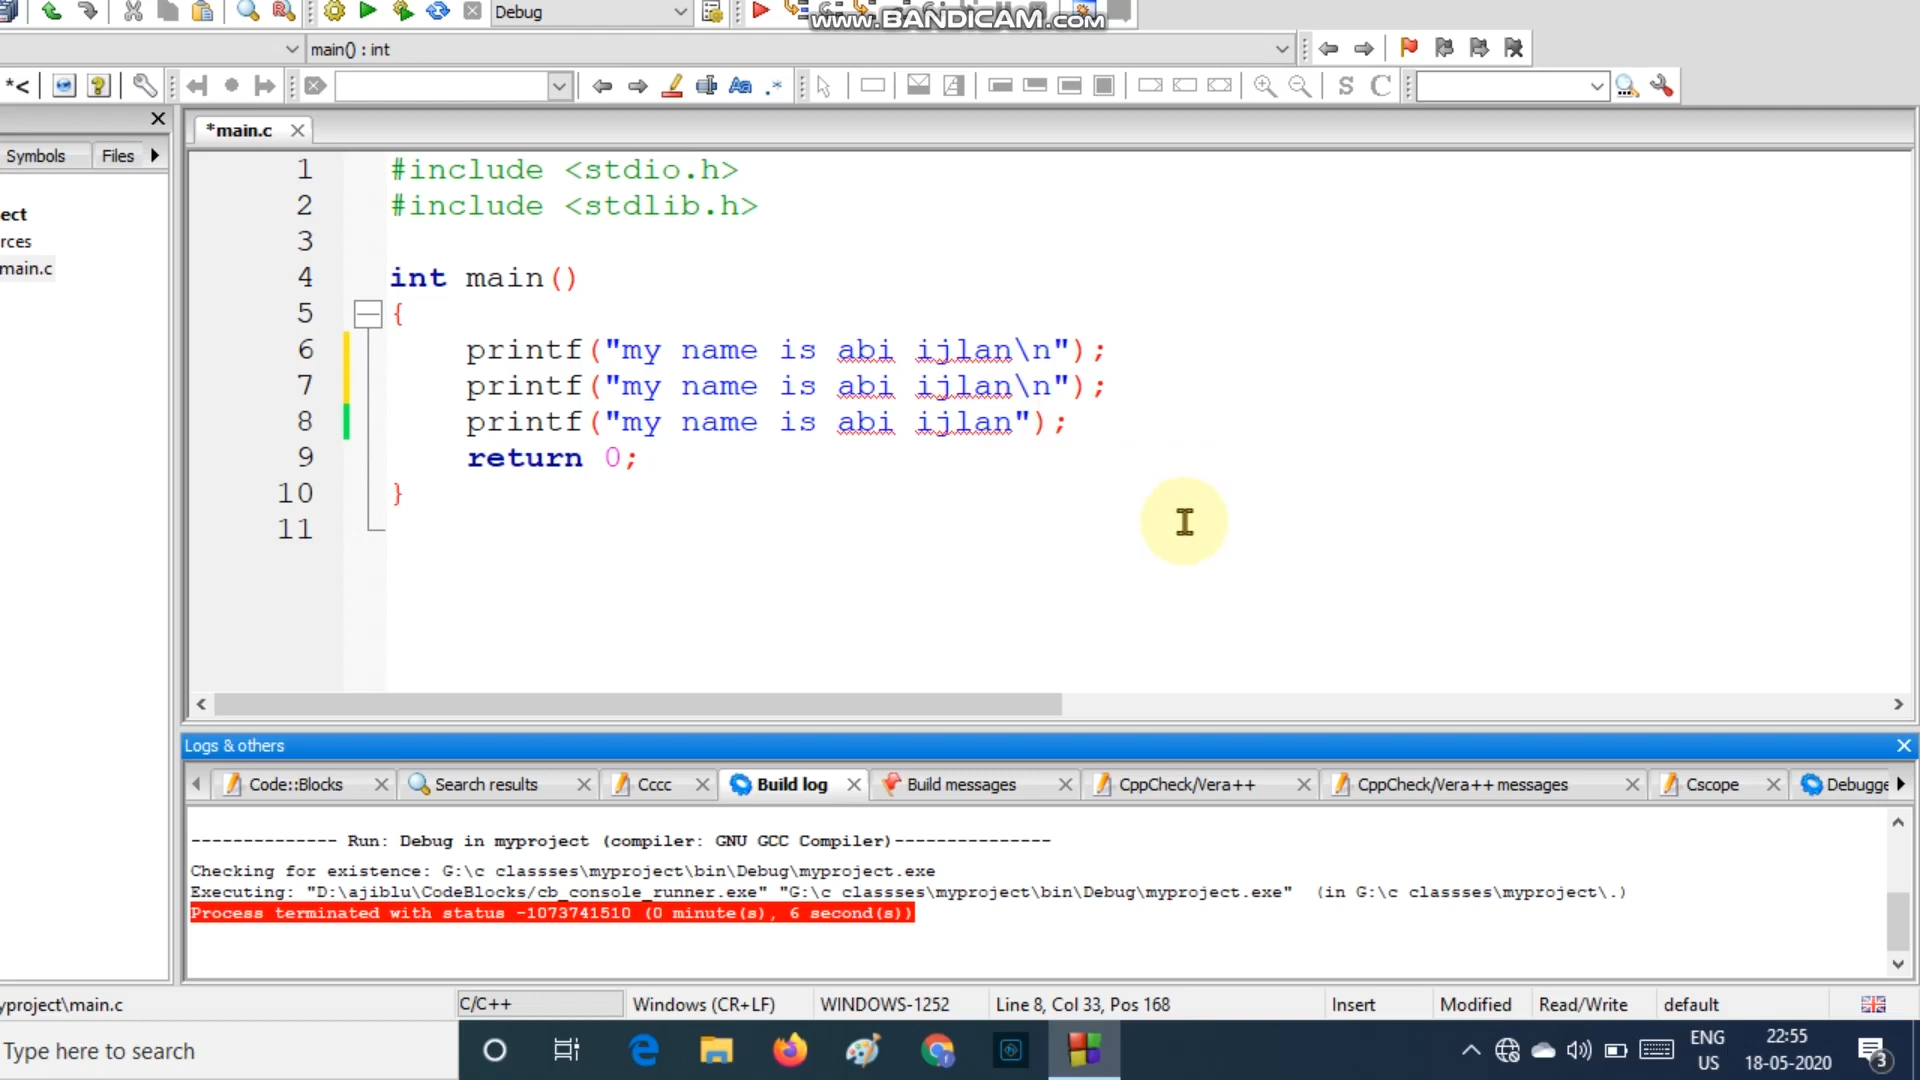 www.BANDICAM.com
Debug
main() : int
*<
S C
*main.c
Symbols
Files
ect
rces
main.c
1 #include <stdio.h>
2 #include <stdlib.h>
3
4 int main()
5 {
6 printf("my name is abi ijlan\n");
7 printf("my name is abi ijlan\n");
8 printf("my name is abi ijlan");
9 return 0;
10 }
11
Logs & others
Code::Blocks
Search results
Cccc
Build log
Build messages
CppCheck/Vera++
CppCheck/Vera++ messages
Cscope
Debugge
-------------- Run: Debug in myproject (compiler: GNU GCC Compiler)---------------
Checking for existence: G:\c classses\myproject\bin\Debug\myproject.exe
Executing: "D:\ajiblu\CodeBlocks/cb_console_runner.exe" "G:\c classses\myproject\bin\Debug\myproject.exe" (in G:\c classses\myproject\.)
Process terminated with status -1073741510 (0 minute(s), 6 second(s))
yproject\main.c
C/C++
Windows (CR+LF)
WINDOWS-1252
Line 8, Col 33, Pos 168
Insert
Modified
Read/Write
default
Type here to search
ENG
US
22:55
18-05-2020
3